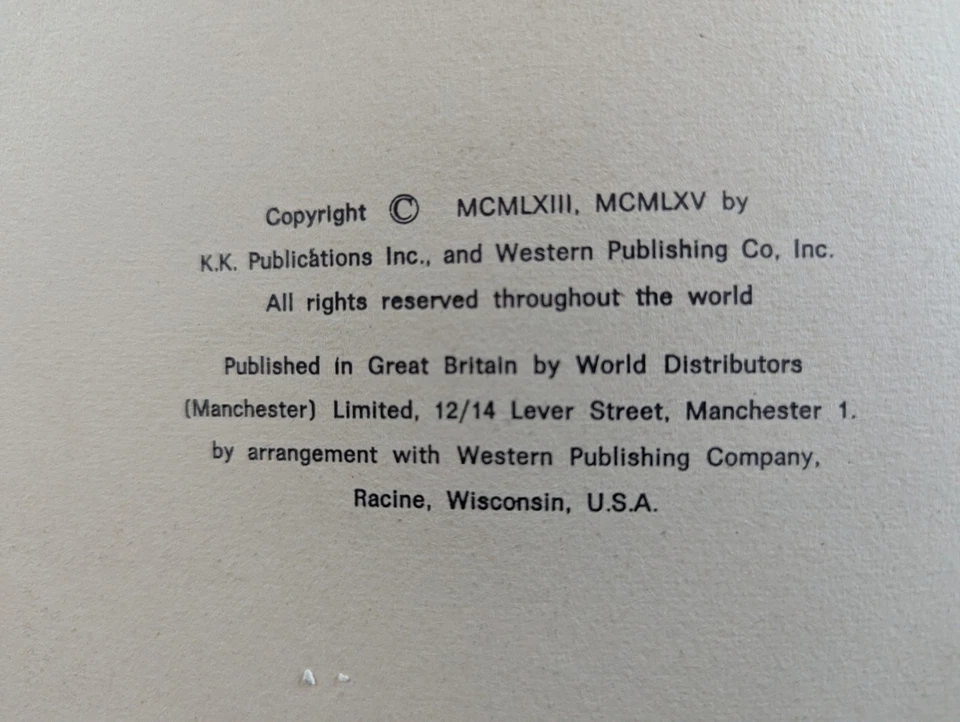 Copyright © MCMLXIII, MCMLXV by
K.K. Publications Inc., and Western Publishing Co, Inc.
All rights reserved throughout the world
Published in Great Britain by World Distributors
(Manchester) Limited, 12/14 Lever Street, Manchester 1.
by arrangement with Western Publishing Company,
Racine, Wisconsin, U.S.A.